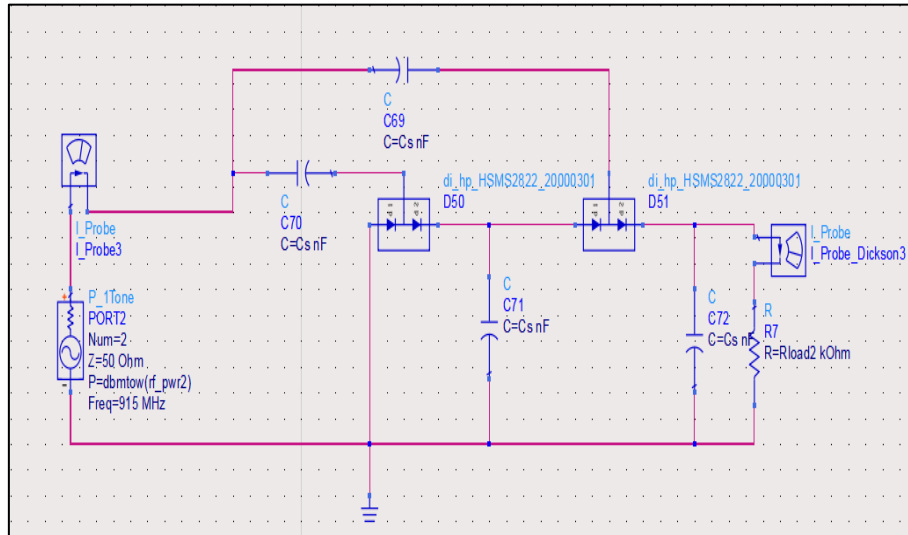 C
C69
C=Cs nF
C
C70
C=Cs nF
di_hp_HSMS2822_20000301
D50
di_hp_HSMS2822_20000301
D51
I_Probe
I_Probe3
I_Probe
I_Probe_Dickson3
P_1Tone
PORT2
Num=2
Z=50 Ohm
P=dbmtow(rf_pwr2)
Freq=915 MHz
C
C71
C=Cs nF
C
C72
C=Cs nF
R
R7
R=Rload2 kOhm